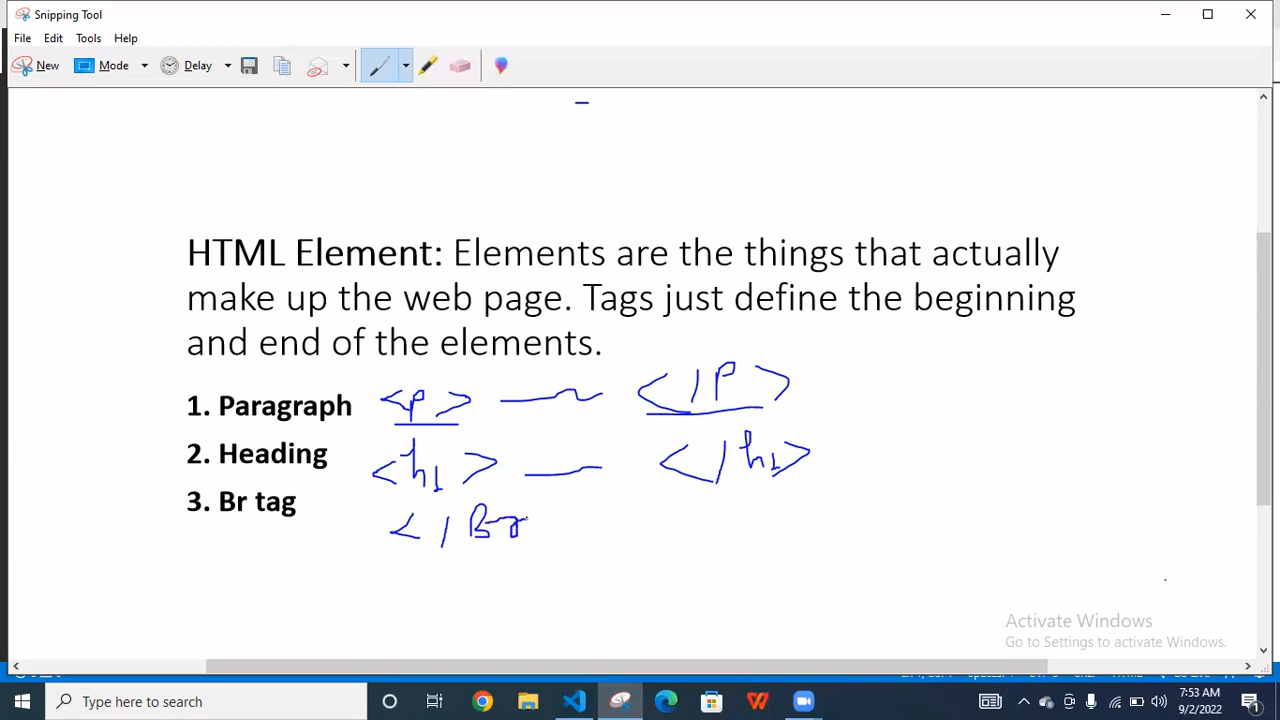 Snipping Tool
File Edit Tools Help
New Mode Delay
HTML Element: Elements are the things that actually
make up the web page. Tags just define the beginning
and end of the elements.
1. Paragraph <p> </p>
2. Heading <h1> </h1>
3. Br tag
</Br
Activate Windows
Go to Settings to activate Windows.
Type here to search
7:53 AM
9/2/2022